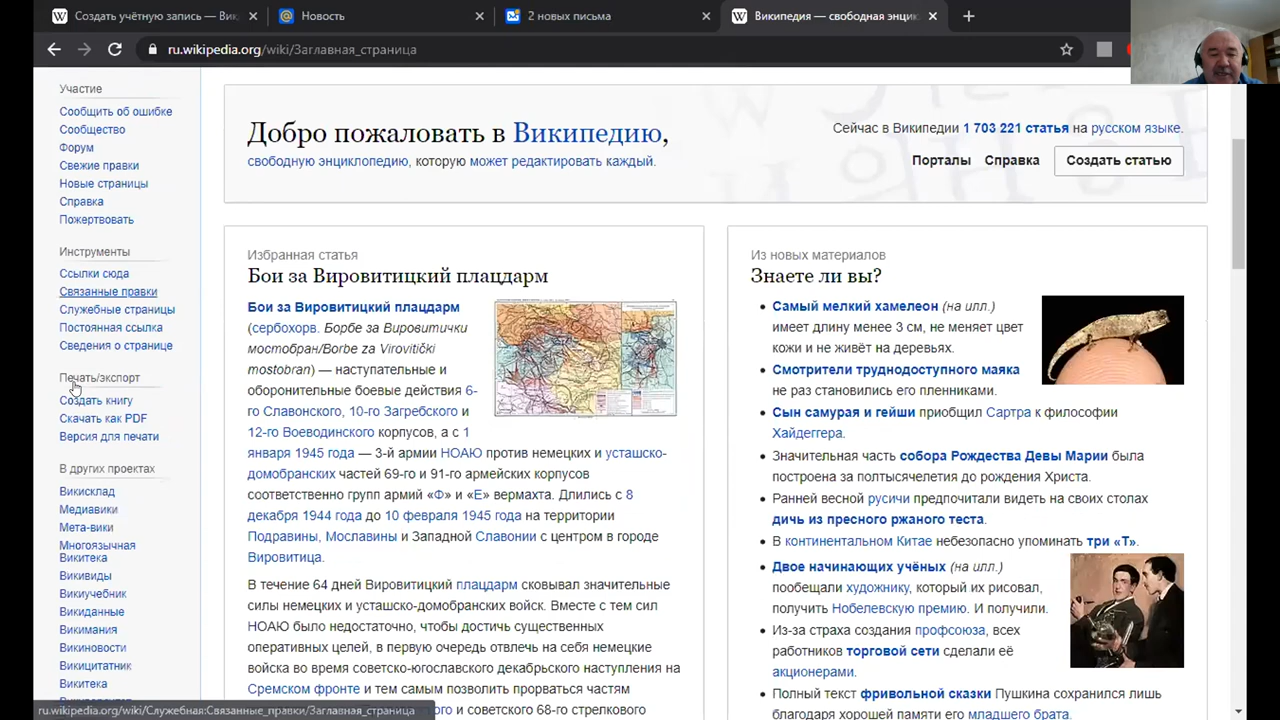 Создать учётную запись — Вик
Новость
2 новых письма
Википедия — свободная энцик
ru.wikipedia.org/wiki/Заглавная_страница
Участие
Сообщить об ошибке
Сообщество
Форум
Свежие правки
Новые страницы
Справка
Пожертвовать
Инструменты
Ссылки сюда
Связанные правки
Служебные страницы
Постоянная ссылка
Сведения о странице
Печать/экспорт
Создать книгу
Скачать как PDF
Версия для печати
В других проектах
Викисклад
Медиавики
Мета-вики
Многоязычная
Викитека
Викивиды
Викиучебник
Викиданные
Викимания
Викиновости
Викицитатник
Викитека
ru.wikipedia.org/wiki/Служебная:Связанные_правки/Заглавная_страница
Добро пожаловать в Википедию,
свободную энциклопедию, которую может редактировать каждый.
Сейчас в Википедии 1 703 221 статья на русском языке.
Порталы Справка Создать статью
Избранная статья
Бои за Вировитицкий плацдарм
Бои за Вировитицкий плацдарм
(сербохорв. Борбе за Вировитички
мостобран/Borbe za Virovitički
mostobran) — наступательные и
оборонительные боевые действия 6-
го Славонского, 10-го Загребского и
12-го Воеводинского корпусов, а с 1
января 1945 года — 3-й армии НОАЮ против немецких и усташско-
домобранских частей 69-го и 91-го армейских корпусов
соответственно групп армий «Ф» и «Е» вермахта. Длились с 8
декабря 1944 года до 10 февраля 1945 года на территории
Подравины, Мославины и Западной Славонии с центром в городе
Вировитица.
В течение 64 дней Вировитицкий плацдарм сковывал значительные
силы немецких и усташско-домобранских войск. Вместе с тем сил
НОАЮ было недостаточно, чтобы достичь существенных
оперативных целей, в первую очередь отвлечь на себя немецкие
войска во время советско-югославского декабрьского наступления на
Сремском фронте и тем самым позволить прорваться частям
и советского 68-го стрелкового
Из новых материалов
Знаете ли вы?
Самый мелкий хамелеон (на илл.)
имеет длину менее 3 см, не меняет цвет
кожи и не живёт на деревьях.
Смотрители труднодоступного маяка
не раз становились его пленниками.
Сын самурая и гейши приобщил Сартра к философии
Хайдеггера.
Значительная часть собора Рождества Девы Марии была
построена за полтысячелетия до рождения Христа.
Ранней весной русичи предпочитали видеть на своих столах
дичь из пресного ржаного теста.
В континентальном Китае небезопасно упоминать три «Т».
Двое начинающих учёных (на илл.)
пообещали художнику, который их рисовал,
получить Нобелевскую премию. И получили.
Из-за страха создания профсоюза, всех
работников торговой сети сделали её
акционерами.
Полный текст фривольной сказки Пушкина сохранился лишь
благодаря хорошей памяти его младшего брата.